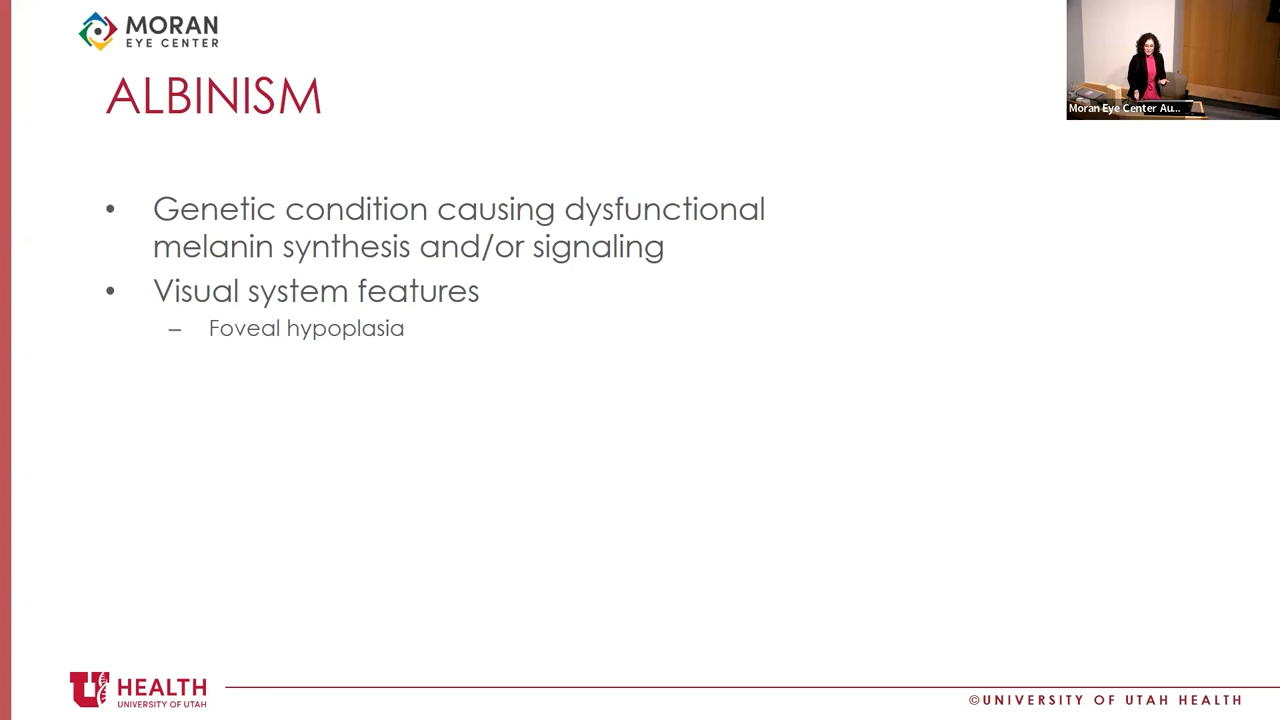 MORAN
EYE CENTER
ALBINISM
Moran Eye Center Au...
• Genetic condition causing dysfunctional
melanin synthesis and/or signaling
• Visual system features
– Foveal hypoplasia
U HEALTH
UNIVERSITY OF UTAH
©UNIVERSITY OF UTAH HEALTH